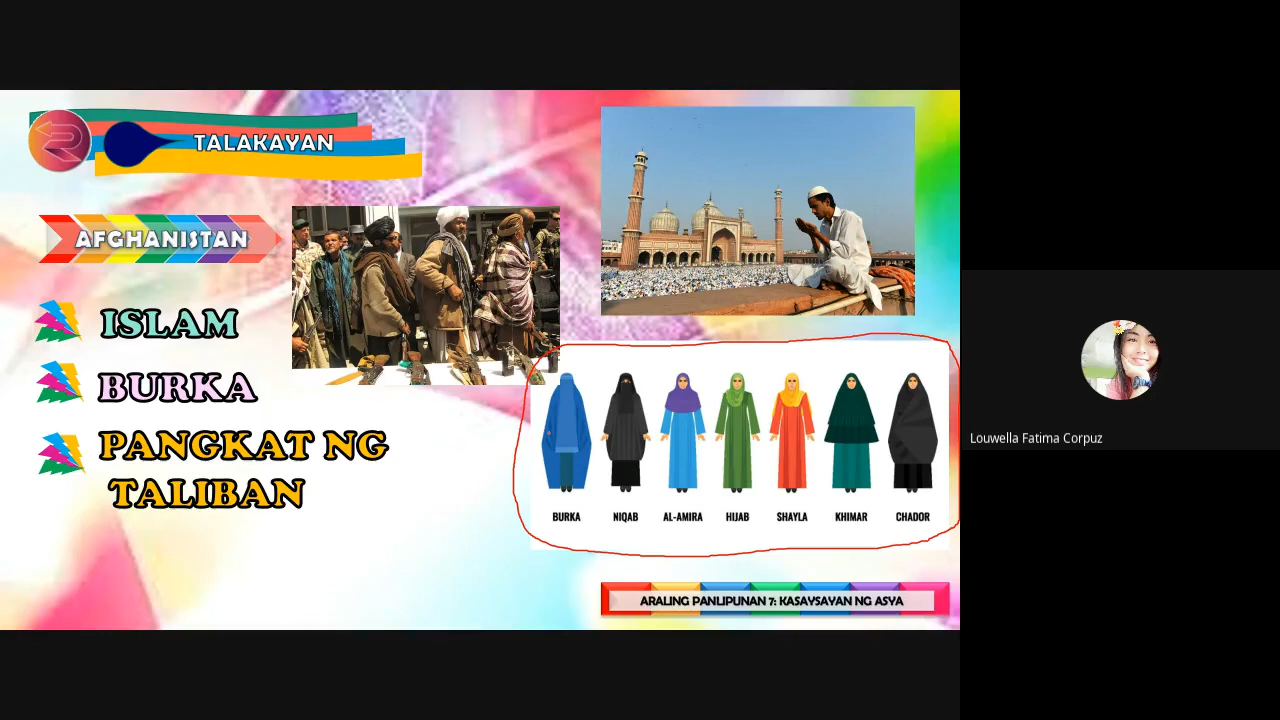 TALAKAYAN
AFGHANISTAN
ISLAM
BURKA
PANGKAT NG
TALIBAN
BURKA NIQAB AL-AMIRA HIJAB SHAYLA KHIMAR CHADOR
ARALING PANLIPUNAN 7: KASAYSAYAN NG ASYA
Louwella Fatima Corpuz